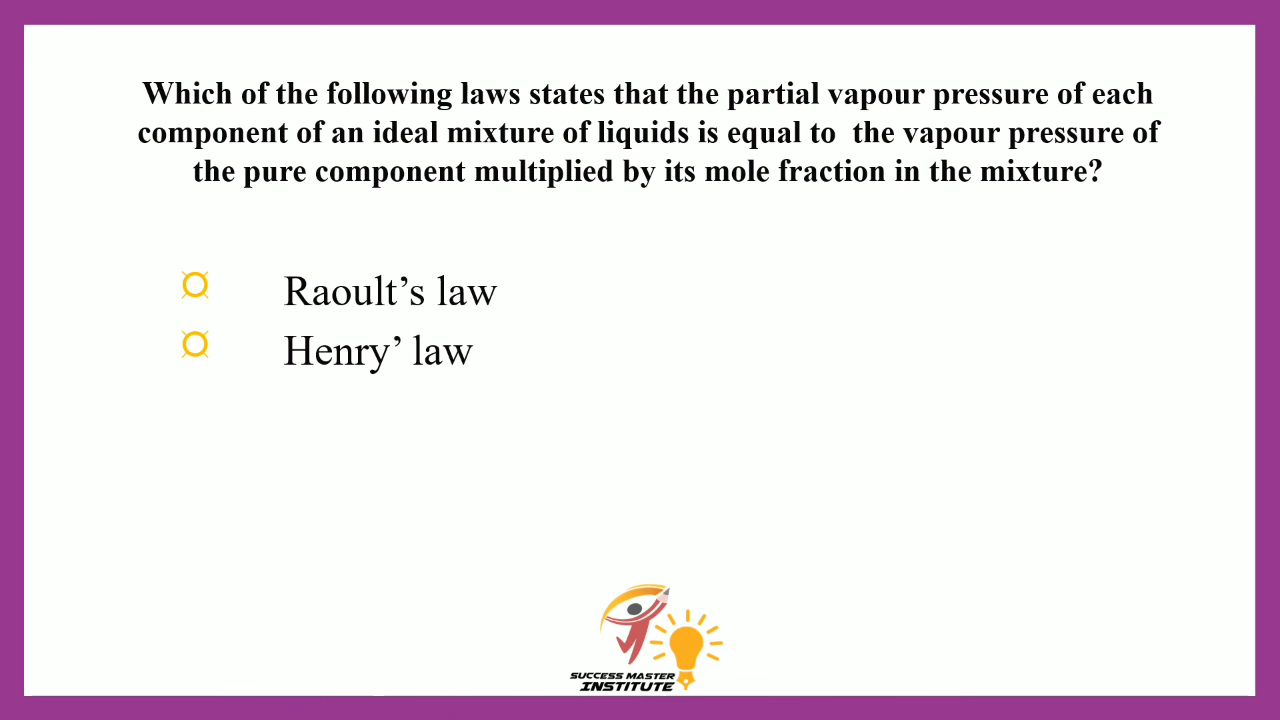 Which of the following laws states that the partial vapour pressure of each
component of an ideal mixture of liquids is equal to  the vapour pressure of
the pure component multiplied by its mole fraction in the mixture?
Raoult’s law
Henry’ law
SUCCESS MASTER
INSTITUTE